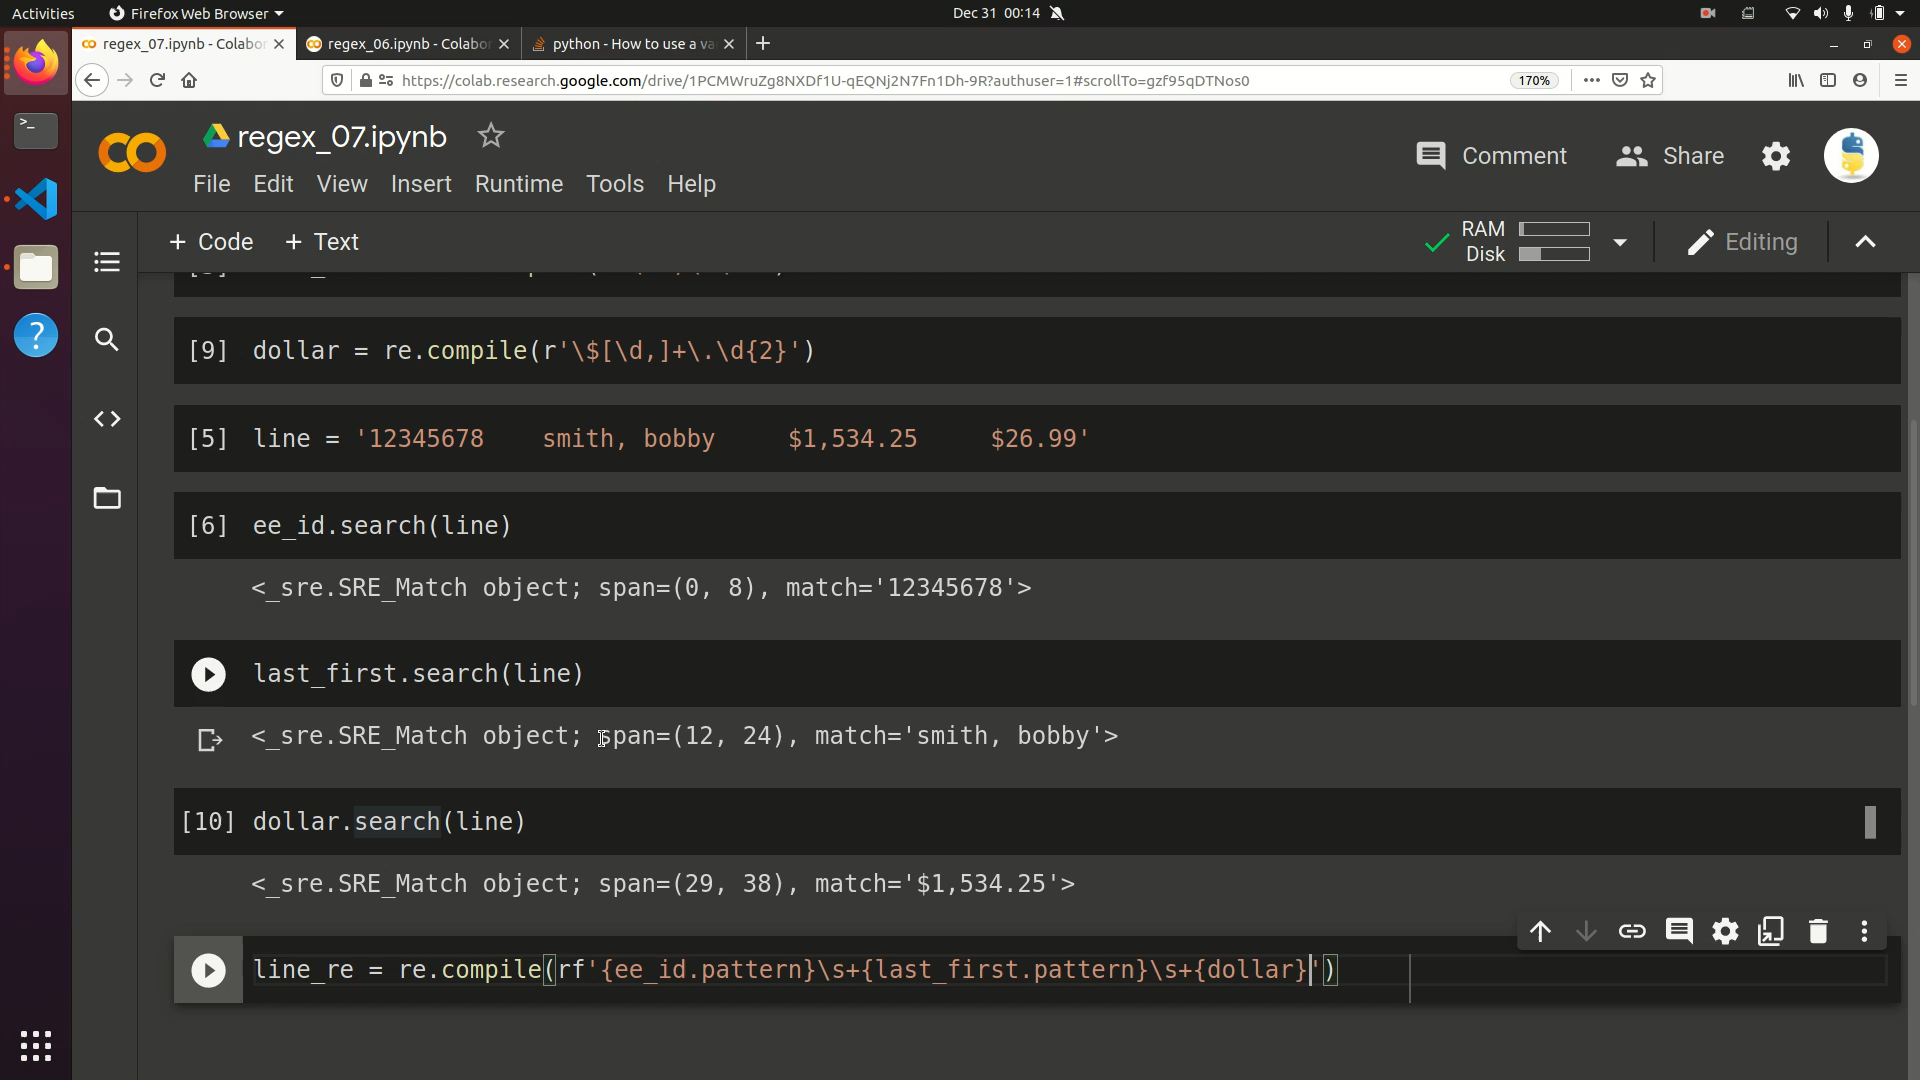 Activities Firefox Web Browser Dec 31 00:14
regex_07.ipynb - Colabo regex_06.ipynb - Colabo python - How to use a va
https://colab.research.google.com/drive/1PCMWruZg8NXDf1U-qEQNj2N7Fn1Dh-9R?authuser=1#scrollTo=gzf95qDTNos0 170%
regex_07.ipynb
Comment Share
File Edit View Insert Runtime Tools Help
+ Code + Text
RAM
Disk
Editing
[9] dollar = re.compile(r'\$[\d,]+\.\d{2}')
[5] line = '12345678    smith, bobby     $1,534.25     $26.99'
[6] ee_id.search(line)
<_sre.SRE_Match object; span=(0, 8), match='12345678'>
last_first.search(line)
<_sre.SRE_Match object; span=(12, 24), match='smith, bobby'>
[10] dollar.search(line)
<_sre.SRE_Match object; span=(29, 38), match='$1,534.25'>
line_re = re.compile(rf'{ee_id.pattern}\s+{last_first.pattern}\s+{dollar}')